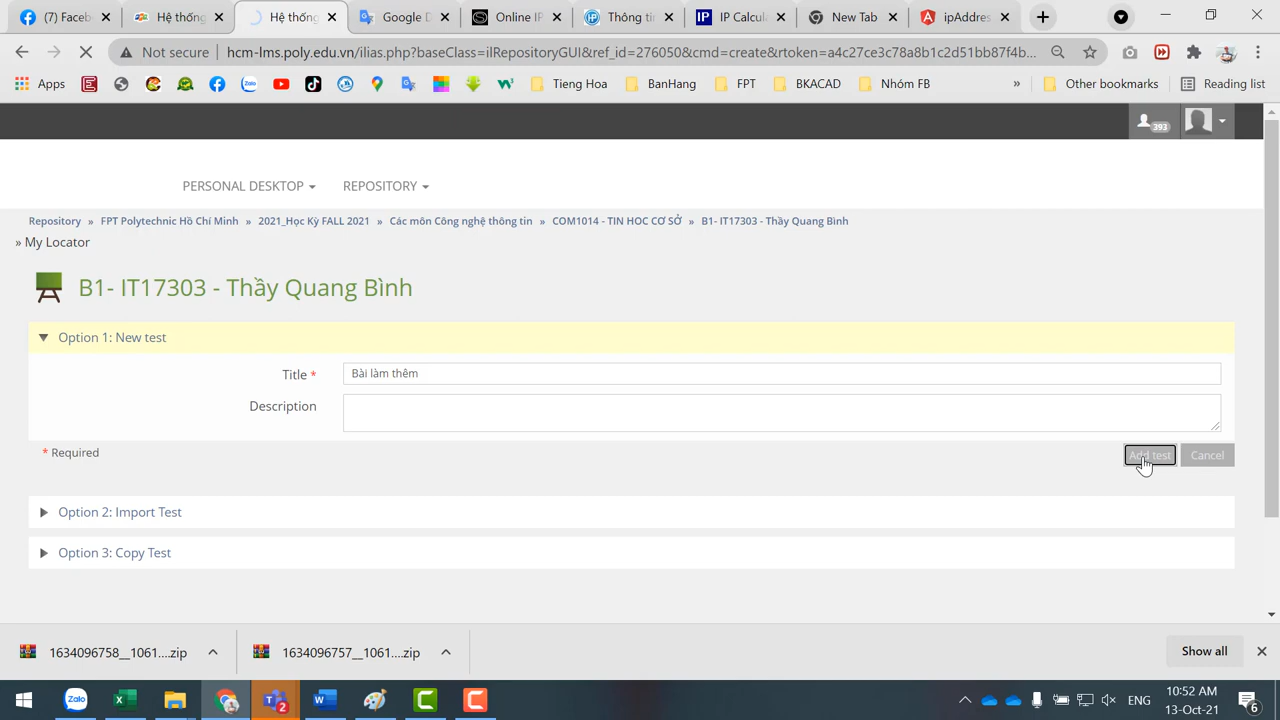 (7) Facebo
Hệ thống
Hệ thống
Google D
Online IP
Thông tin
IP Calcula
New Tab
ipAddres
Not secure
hcm-lms.poly.edu.vn/ilias.php?baseClass=ilRepositoryGUI&ref_id=276050&cmd=create&rtoken=a4c27ce3c78a8b1c2d51bb87f4b...
Apps
Tieng Hoa
BanHang
FPT
BKACAD
Nhóm FB
»
Other bookmarks
Reading list
393
PERSONAL DESKTOP
REPOSITORY
Repository » FPT Polytechnic Hồ Chí Minh » 2021_Học Kỳ FALL 2021 » Các môn Công nghệ thông tin » COM1014 - TIN HOC CƠ SỞ » B1- IT17303 - Thầy Quang Bình
» My Locator
B1- IT17303 - Thầy Quang Bình
Option 1: New test
Title *
Bài làm thêm
Description
* Required
Add test
Cancel
Option 2: Import Test
Option 3: Copy Test
1634096758__1061....zip
1634096757__1061....zip
Show all
Zalo
2
ENG
10:52 AM
13-Oct-21
6